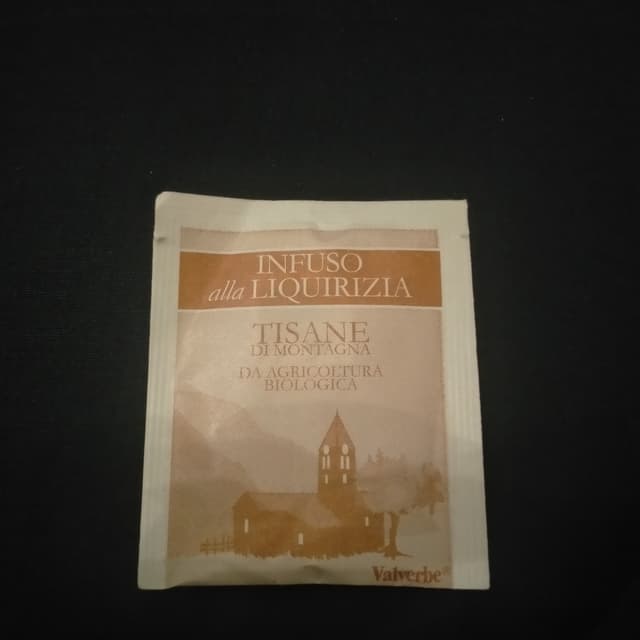 INFUSO
alla LIQUIRIZIA
TISANE
DI MONTAGNA
DA AGRICOLTURA
BIOLOGICA
Valverbe®